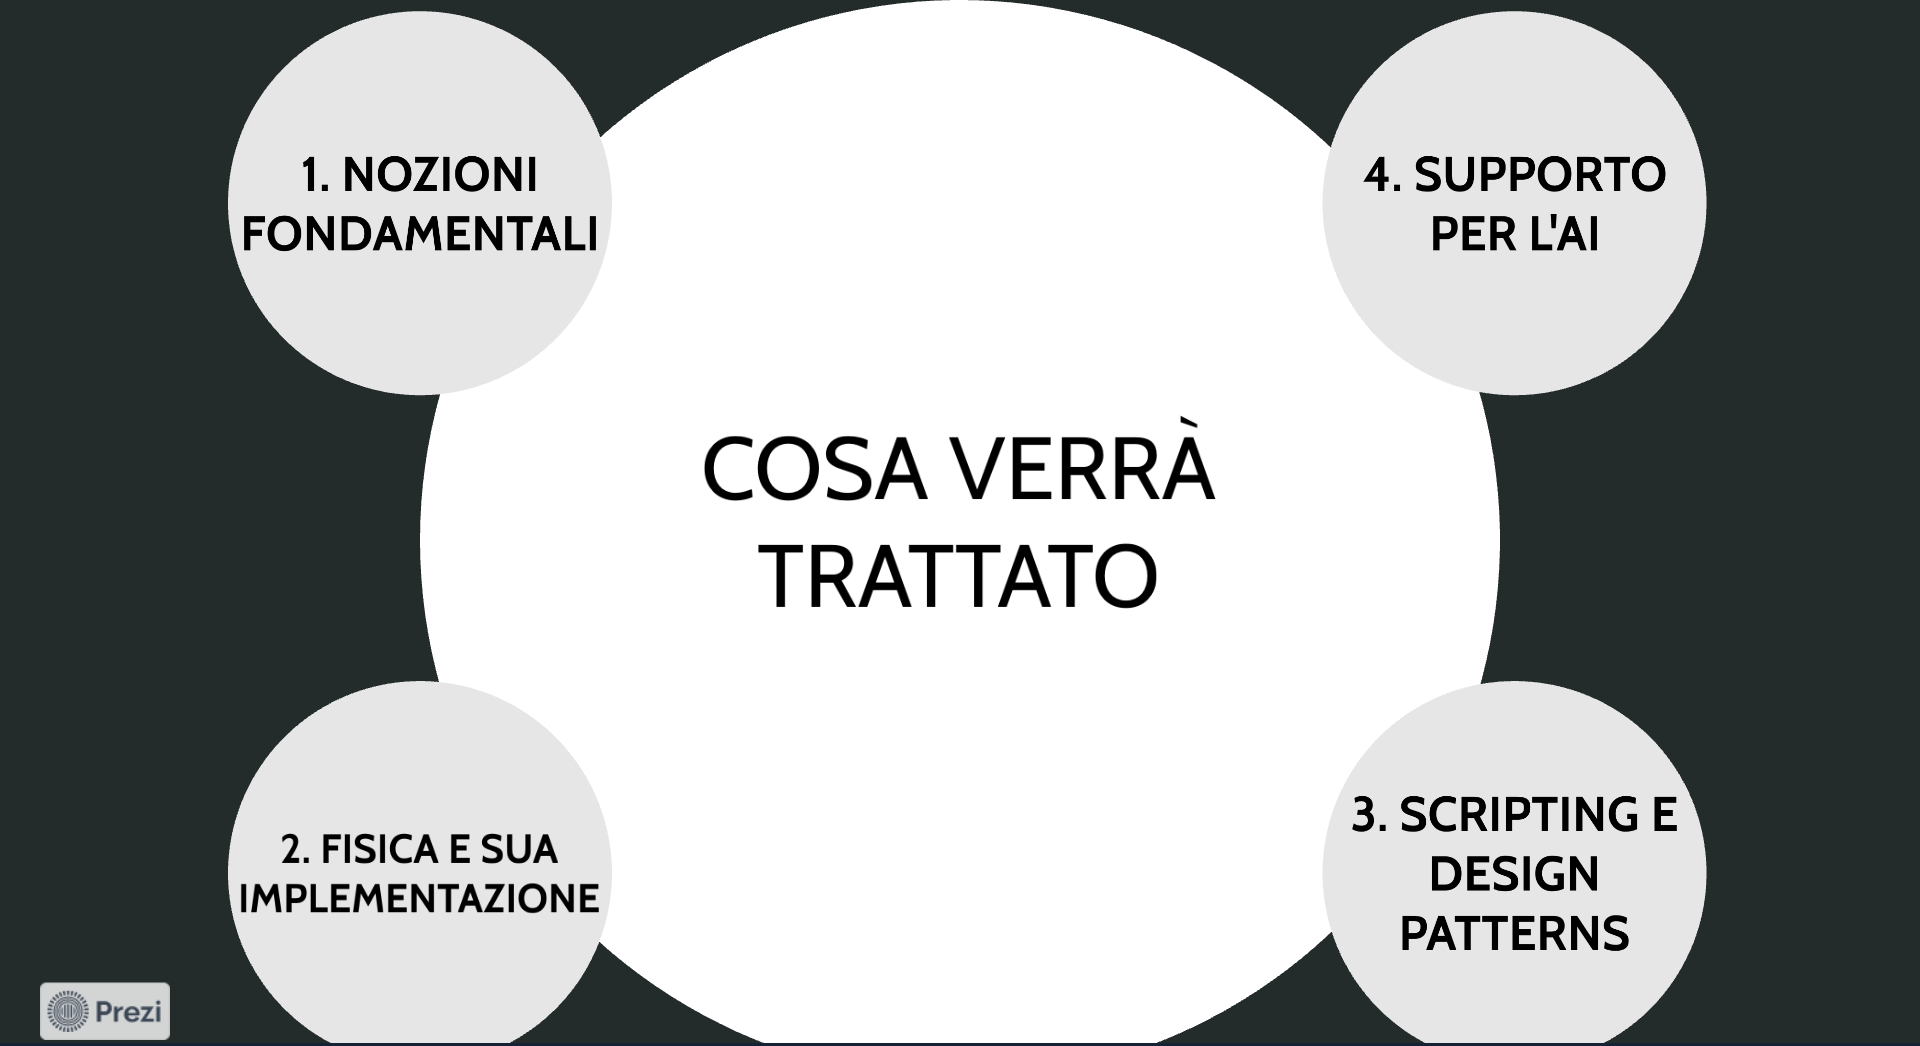 COSA VERRÀ
TRATTATO
1. NOZIONI
FONDAMENTALI
2. FISICA E SUA
IMPLEMENTAZIONE
3. SCRIPTING E
DESIGN
PATTERNS
4. SUPPORTO
PER L'AI
Prezi